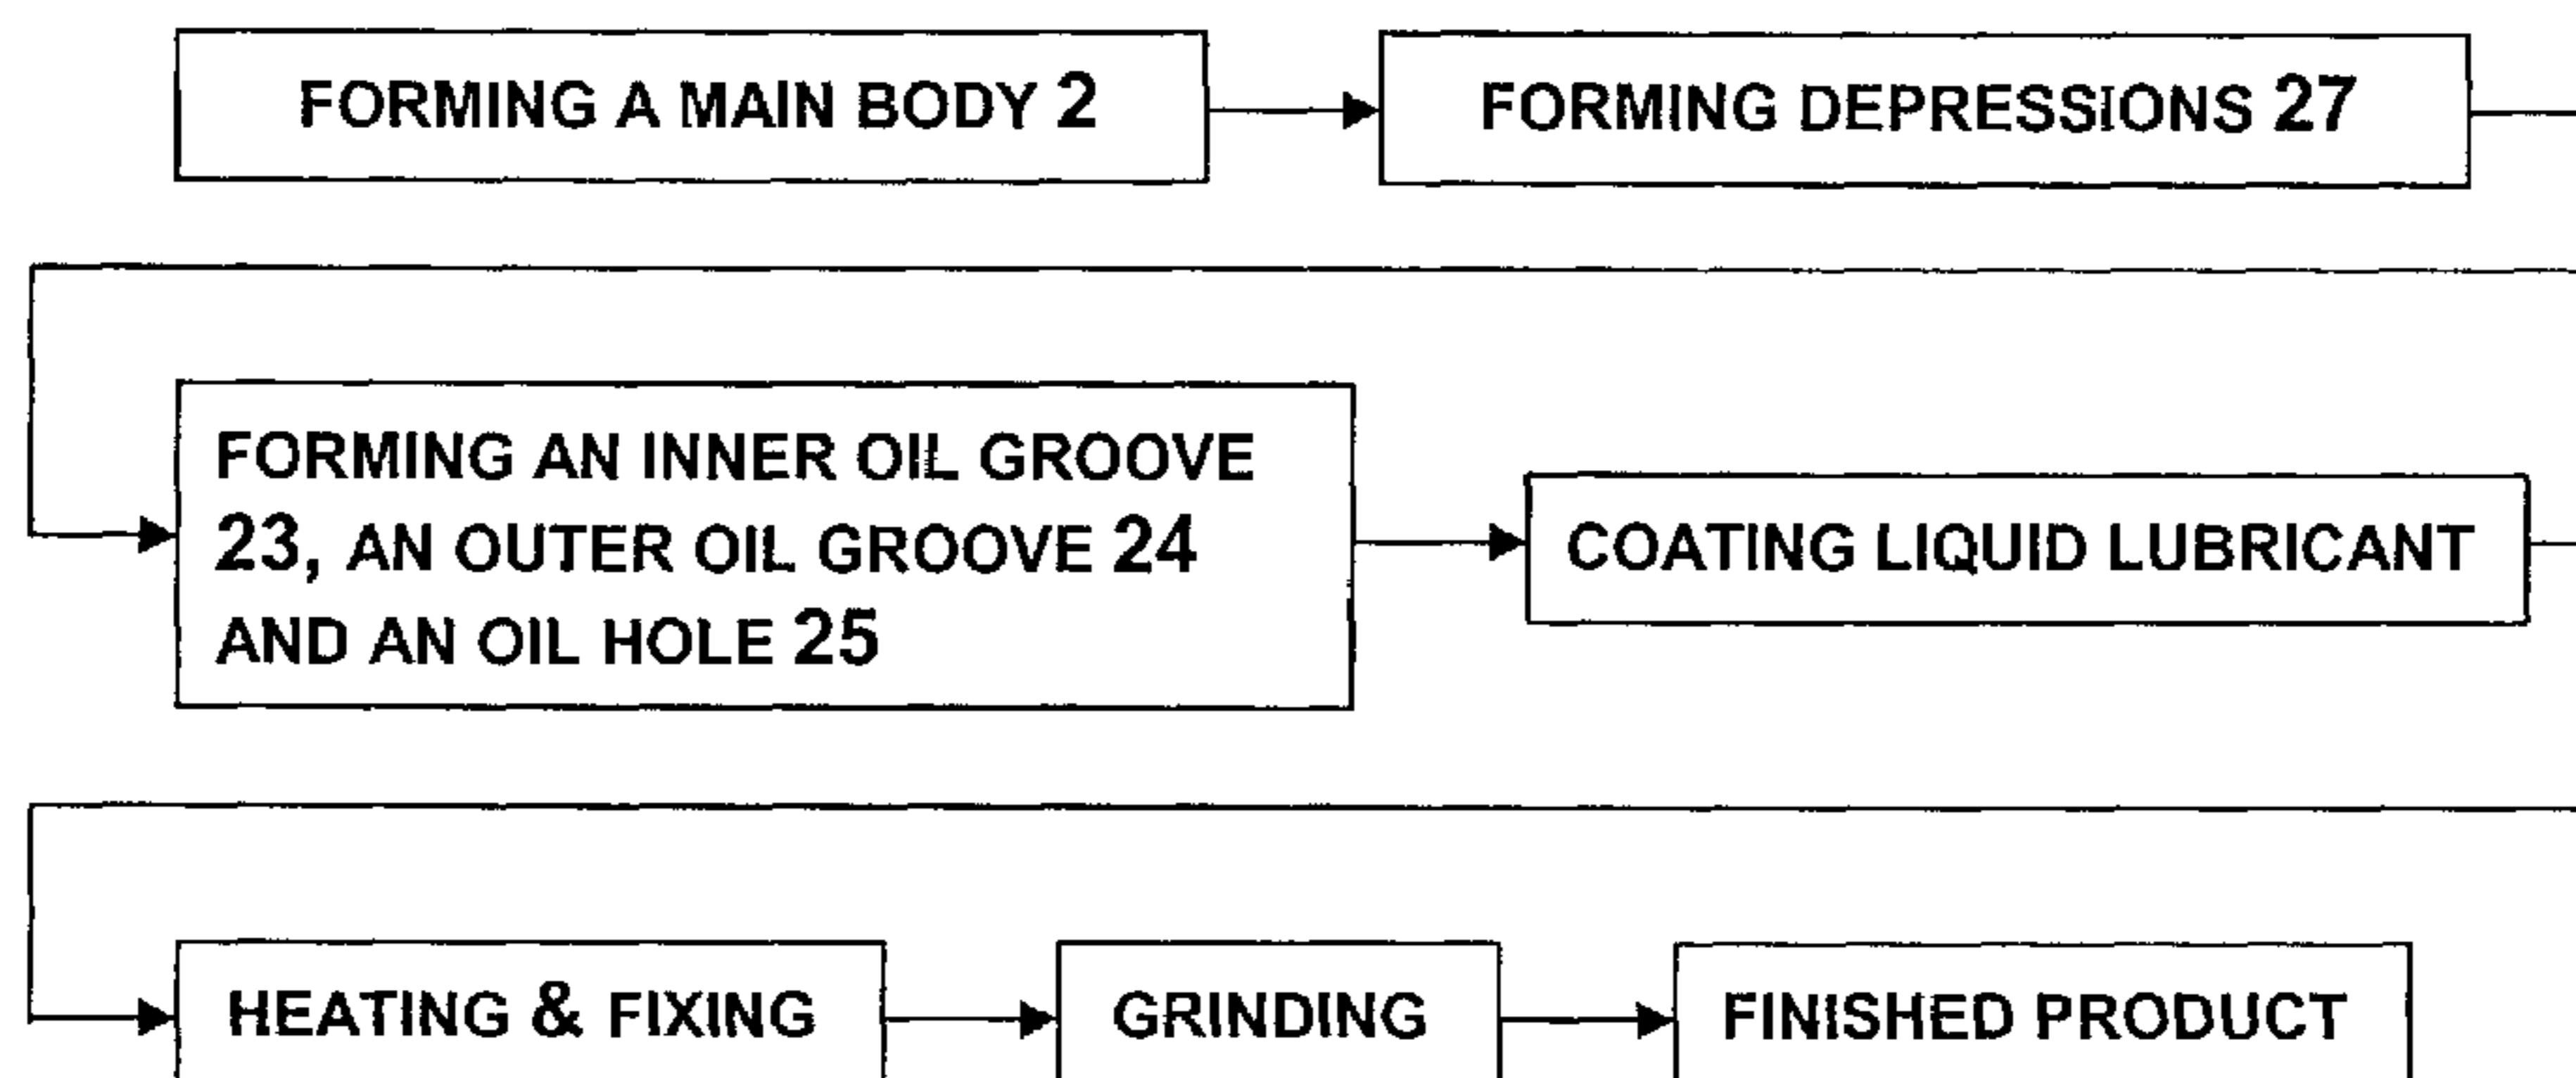 FORMING A MAIN BODY 2
FORMING DEPRESSIONS 27
FORMING AN INNER OIL GROOVE
23, AN OUTER OIL GROOVE 24
AND AN OIL HOLE 25
COATING LIQUID LUBRICANT
HEATING & FIXING
GRINDING
FINISHED PRODUCT